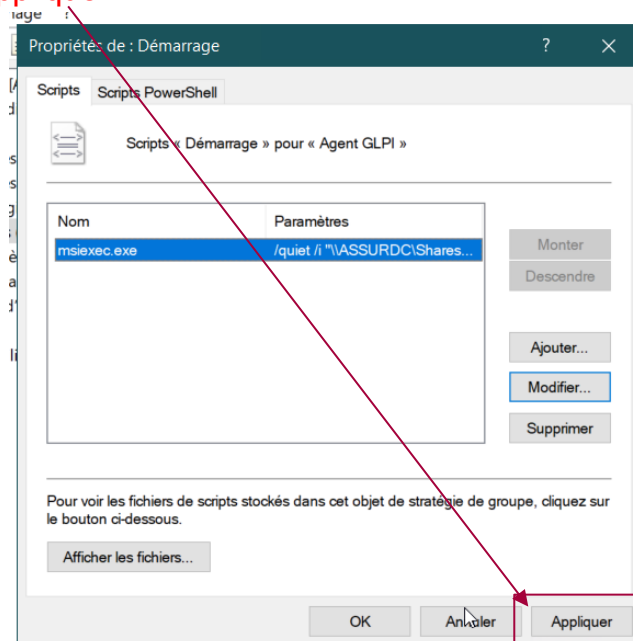 Propriétés de : Démarrage ? ×
Scripts Scripts PowerShell
Scripts « Démarrage » pour « Agent GLPI »
Nom Paramètres
msiexec.exe /quiet /i "\\ASSURDC\Shares...
Monter
Descendre
Ajouter...
Modifier...
Supprimer
Pour voir les fichiers de scripts stockés dans cet objet de stratégie de groupe, cliquez sur
le bouton ci-dessous.
Afficher les fichiers...
OK Annuler Appliquer